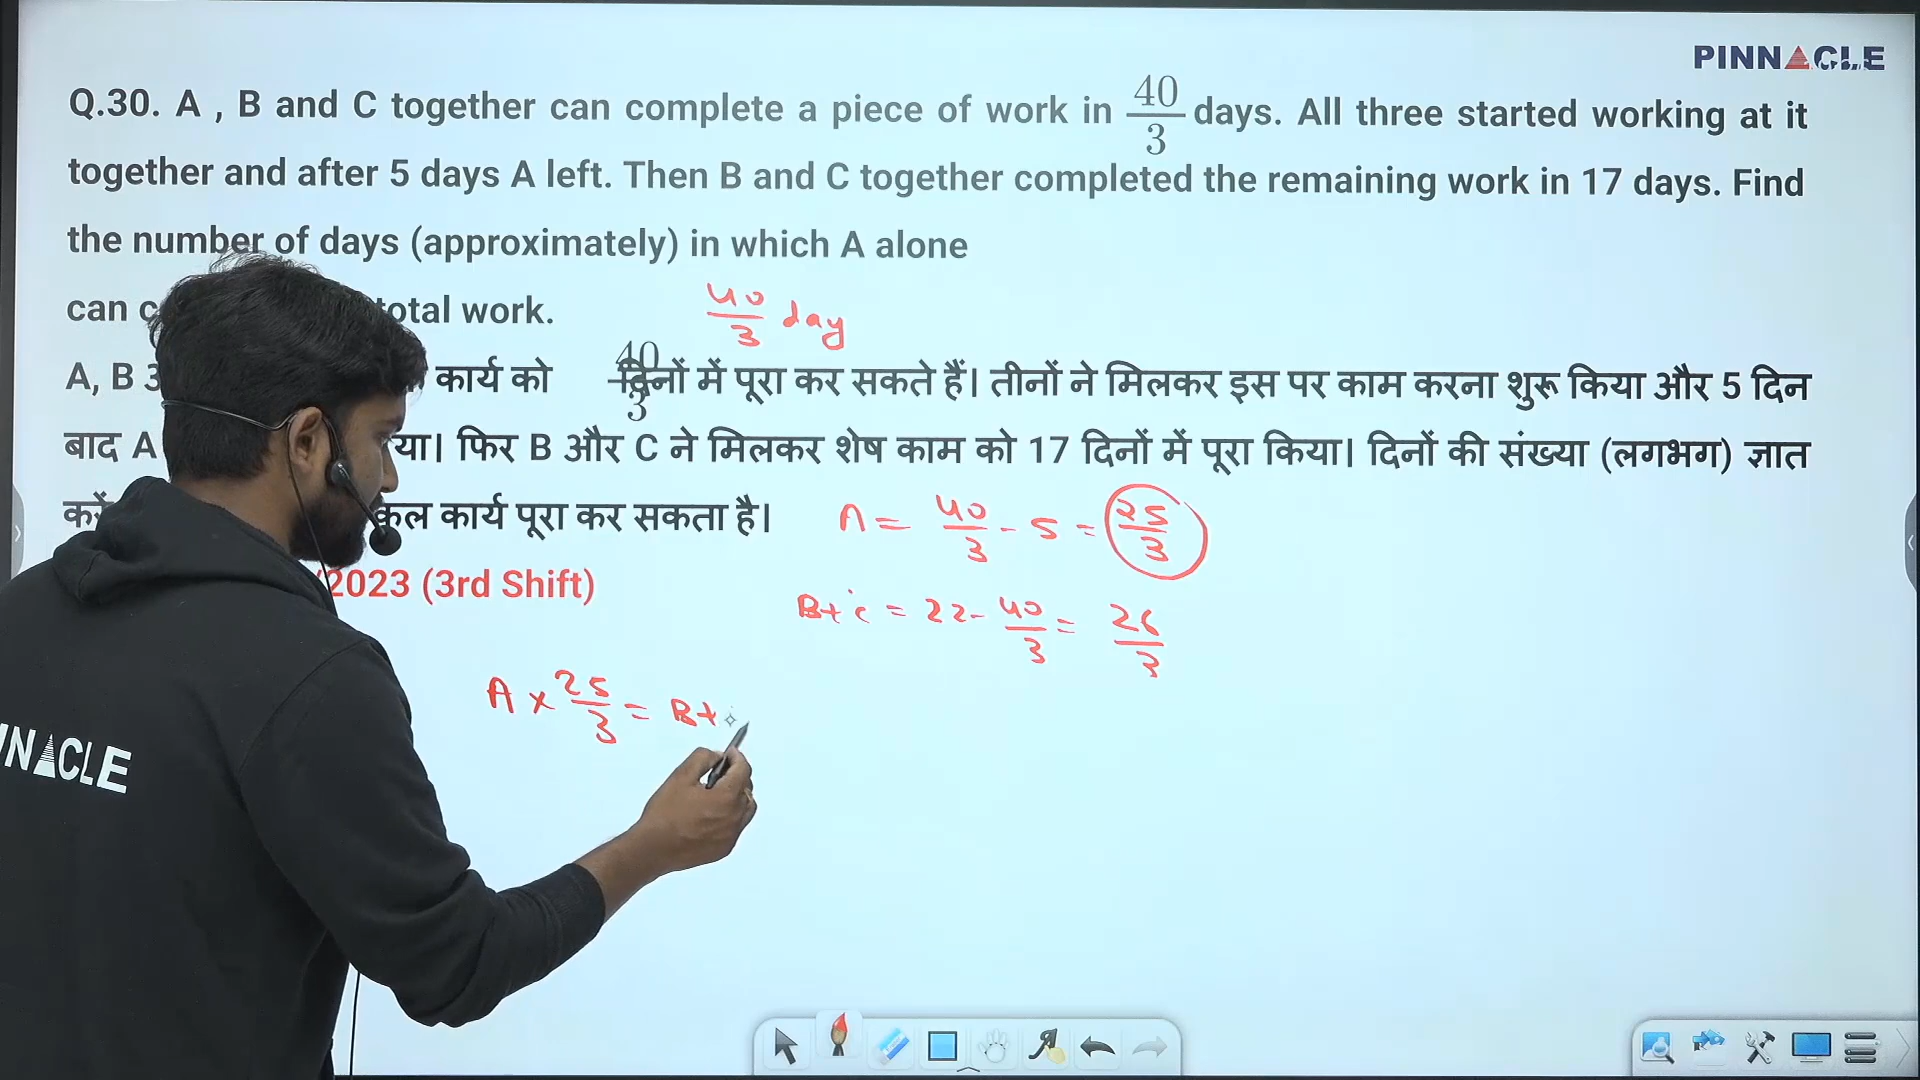 PINNACLE
Q.30. A , B and C together can complete a piece of work in 40/3 days. All three started working at it
together and after 5 days A left. Then B and C together completed the remaining work in 17 days. Find
the number of days (approximately) in which A alone
can c total work.
40/3 day
A, B कार्य को 40/3 दिनों में पूरा कर सकते हैं। तीनों ने मिलकर इस पर काम करना शुरू किया और 5 दिन
बाद A या। फिर B और C ने मिलकर शेष काम को 17 दिनों में पूरा किया। दिनों की संख्या (लगभग) ज्ञात
करें कुल कार्य पूरा कर सकता है।
A = 40/3 - 5 = 25/3
/2023 (3rd Shift)
B+c = 22 - 40/3 = 26/3
A × 25/3 = B+
NNACLE